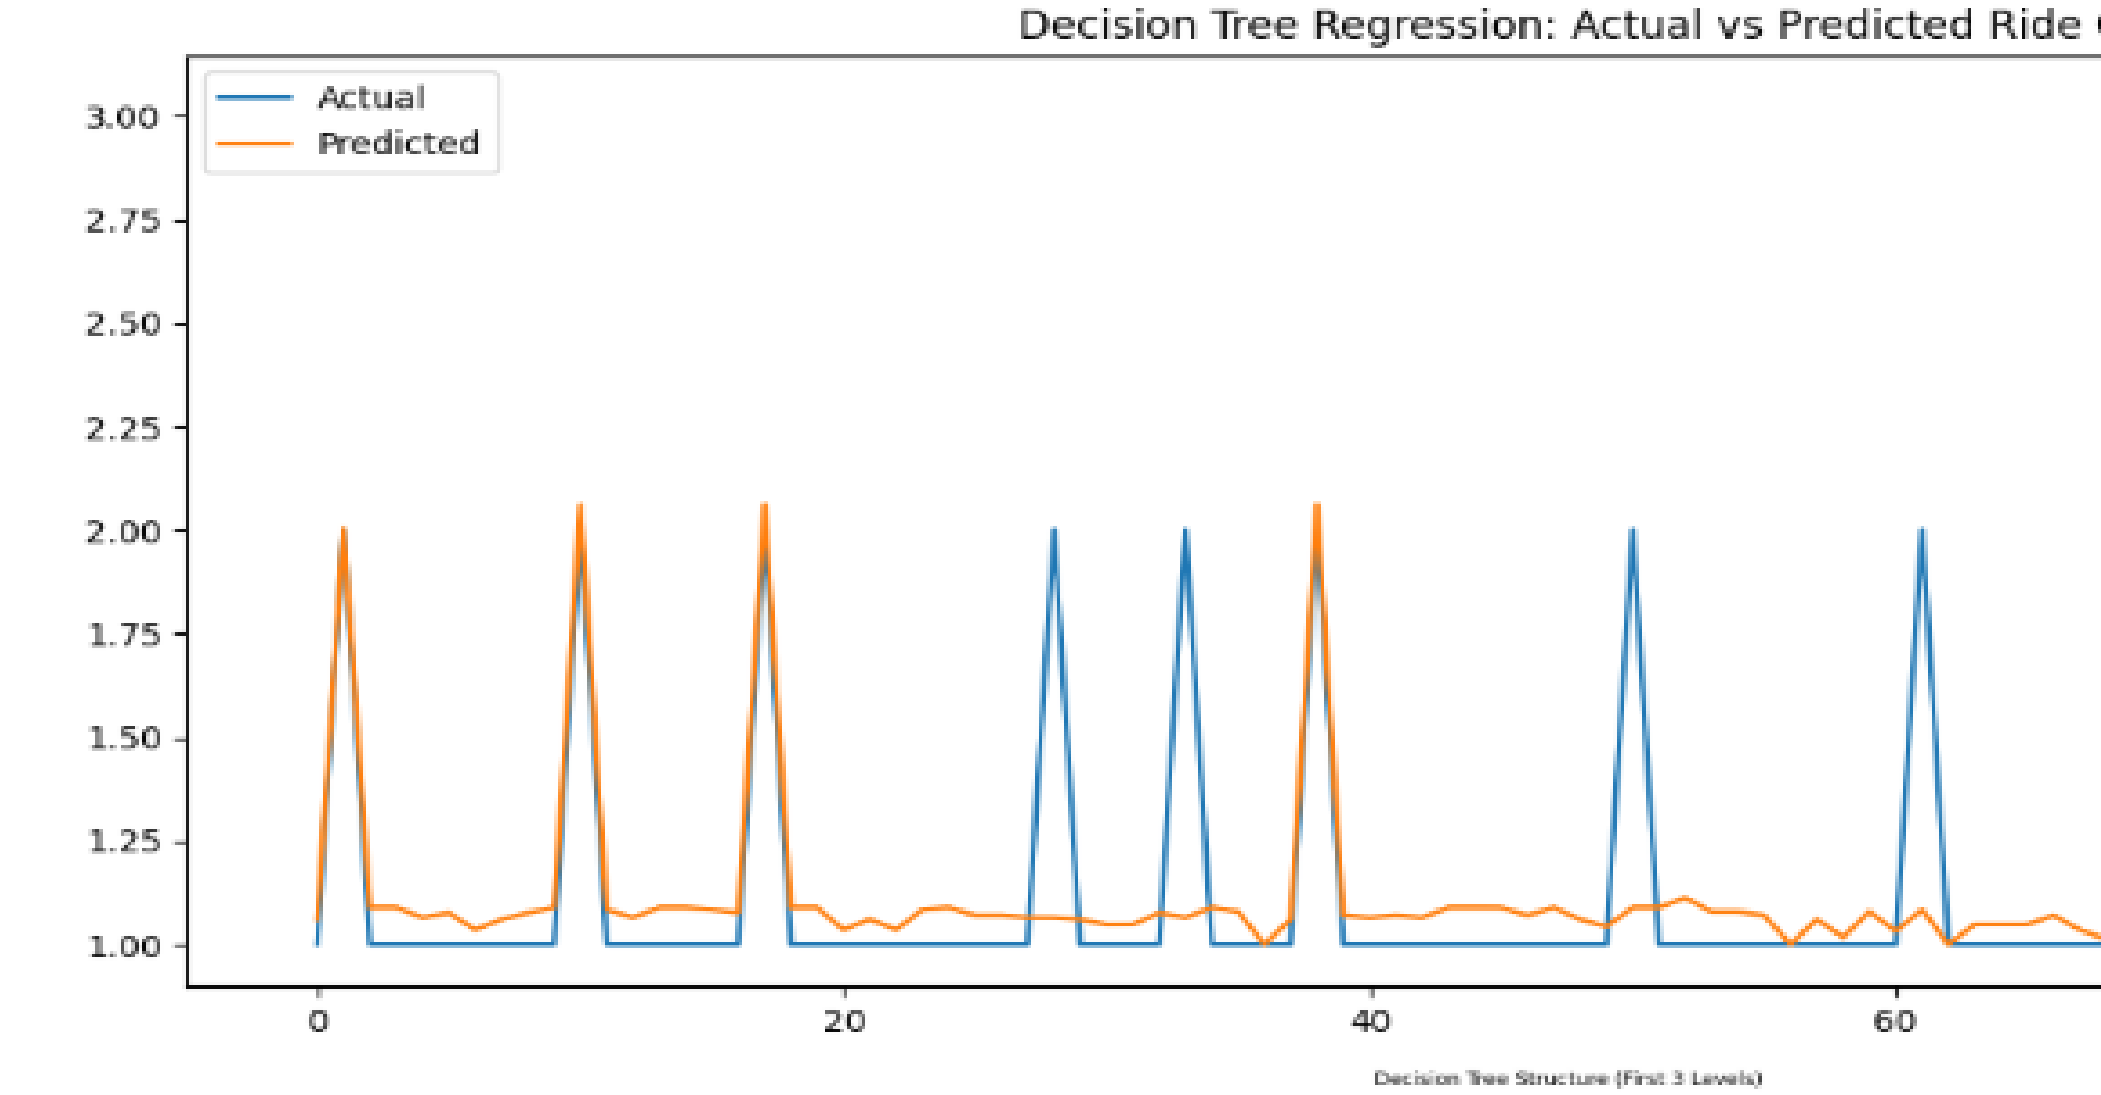 Decision Tree Regression: Actual vs Predicted Ride
Actual
Predicted
3.00
2.75
2.50
2.25
2.00
1.75
1.50
1.25
1.00
0 20 40 60
Decision Tree Structure (First 3 Levels)